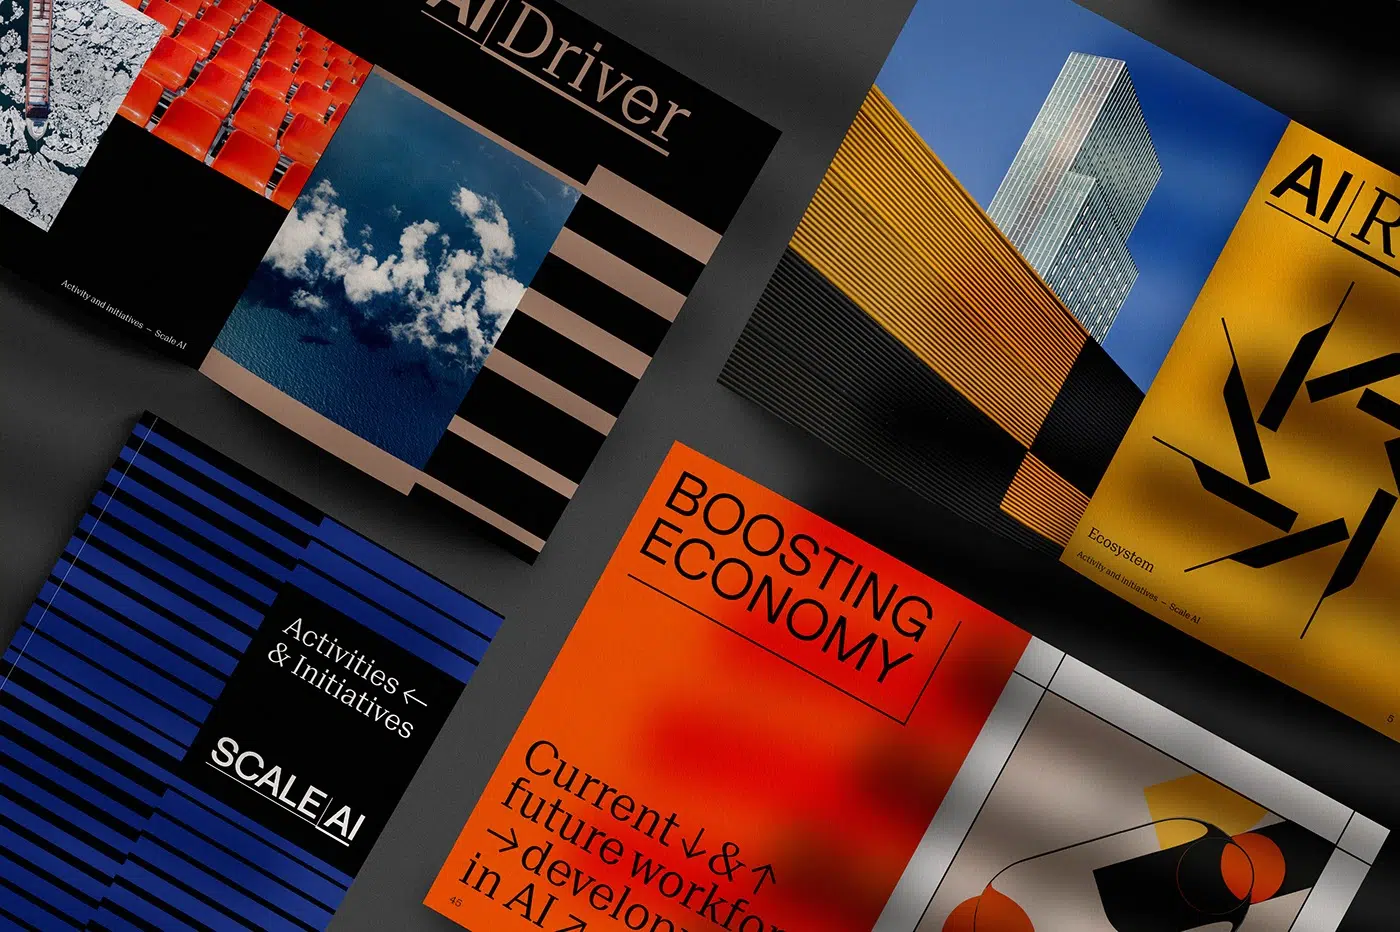 AI|Driver
Activity and initiatives — Scale AI
AI|R
Ecosystem
Activity and initiatives — Scale AI
5
Activities ←
& Initiatives
SCALE|AI
BOOSTING
ECONOMY
Current ↓ & ↑
future workfor
→ develop
in AI ↗
46